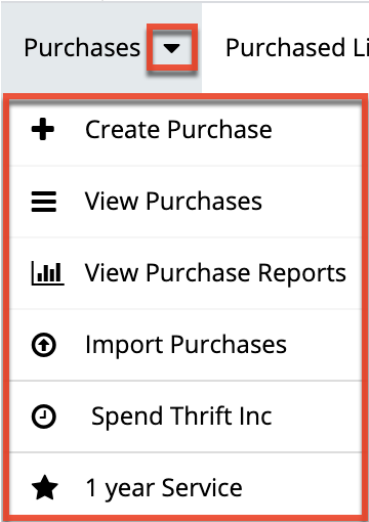 Purchases Purchased Li
Create Purchase
View Purchases
View Purchase Reports
Import Purchases
Spend Thrift Inc
1 year Service